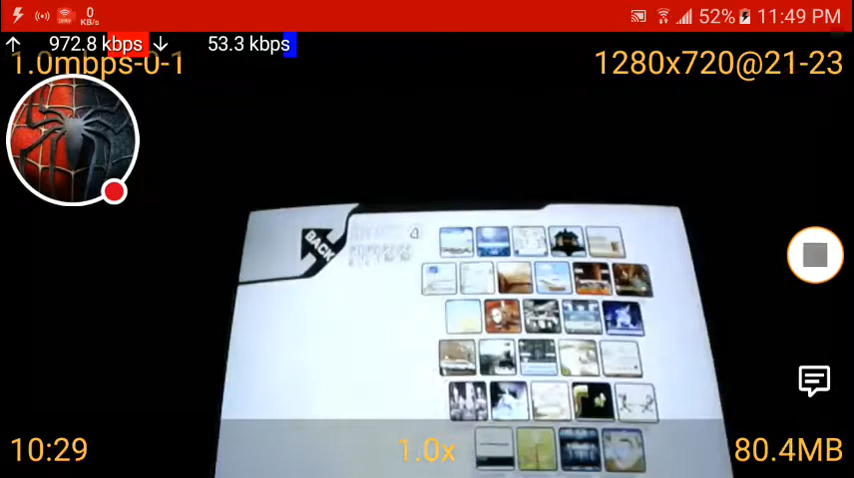 0
KB/s
52% 11:49 PM
972.8 kbps 53.3 kbps
1.0mbps-0-1
1280x720@21-23
BACK
10:29
1.0x
80.4MB